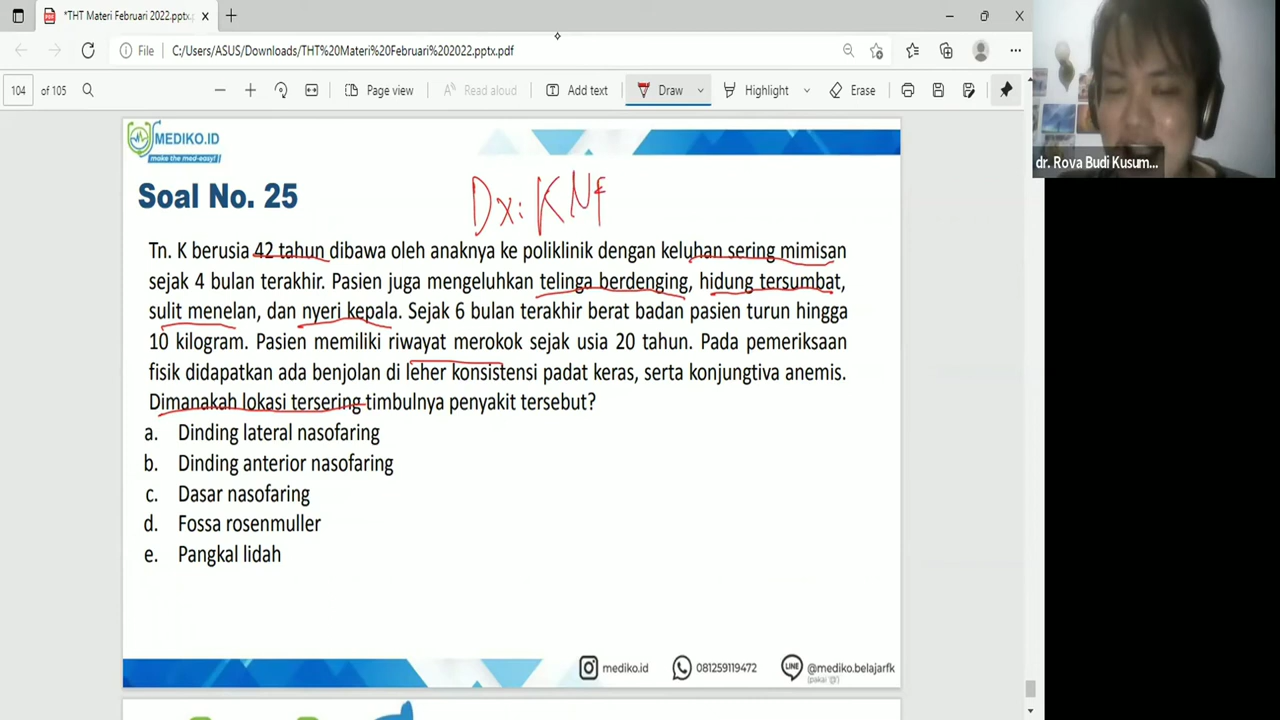 *THT Materi Februari 2022.pptx.p
File
C:/Users/ASUS/Downloads/THT%20Materi%20Februari%202022.pptx.pdf
104 of 105
Page view
Read aloud
Add text
Draw
Highlight
Erase
dr. Rova Budi Kusum...
MEDIKO.ID
make the med-easy!
Soal No. 25
Dx: KNf
Tn. K berusia 42 tahun dibawa oleh anaknya ke poliklinik dengan keluhan sering mimisan
sejak 4 bulan terakhir. Pasien juga mengeluhkan telinga berdenging, hidung tersumbat,
sulit menelan, dan nyeri kepala. Sejak 6 bulan terakhir berat badan pasien turun hingga
10 kilogram. Pasien memiliki riwayat merokok sejak usia 20 tahun. Pada pemeriksaan
fisik didapatkan ada benjolan di leher konsistensi padat keras, serta konjungtiva anemis.
Dimanakah lokasi tersering timbulnya penyakit tersebut?
a. Dinding lateral nasofaring
b. Dinding anterior nasofaring
c. Dasar nasofaring
d. Fossa rosenmuller
e. Pangkal lidah
mediko.id
081259119472
@mediko.belajarfk
(pakai '@')